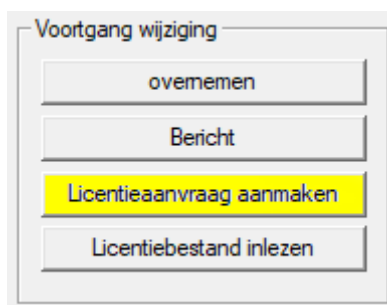 Voortgang wijziging
overnemen
Bericht
Licentieaanvraag aanmaken
Licentiebestand inlezen